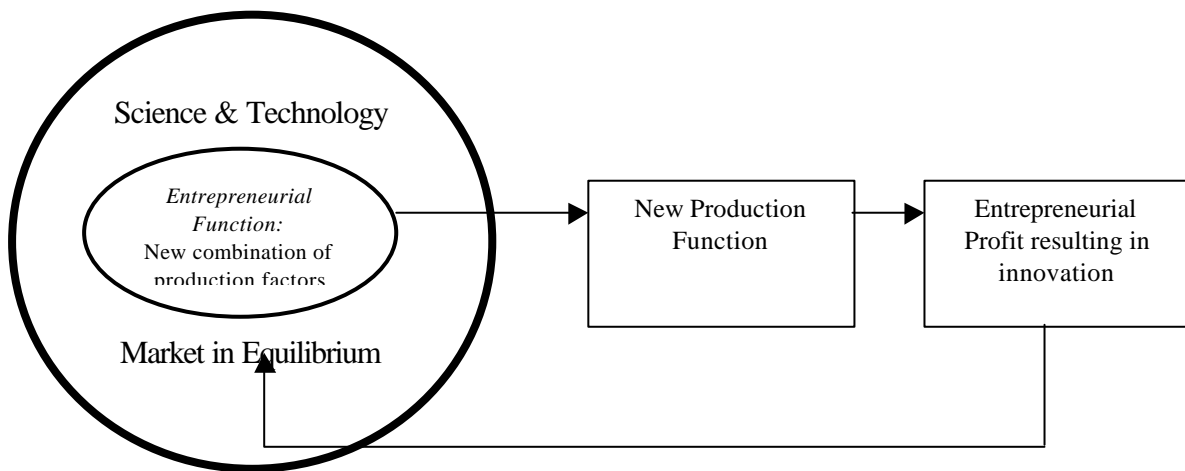 Science & Technology
Entrepreneurial
Function:
New combination of
production factors
Market in Equilibrium
New Production
Function
Entrepreneurial
Profit resulting in
innovation